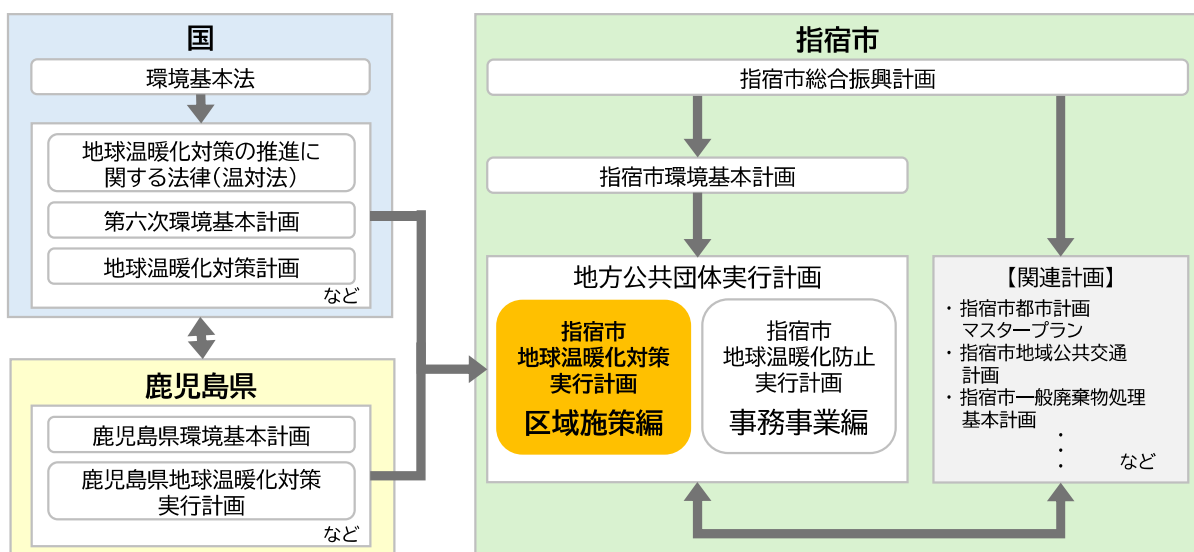 国
環境基本法
地球温暖化対策の推進に
関する法律(温対法)
第六次環境基本計画
地球温暖化対策計画
など
鹿児島県
鹿児島県環境基本計画
鹿児島県地球温暖化対策
実行計画
など
指宿市
指宿市総合振興計画
指宿市環境基本計画
地方公共団体実行計画
指宿市
地球温暖化対策
実行計画
区域施策編
指宿市
地球温暖化防止
実行計画
事務事業編
【関連計画】
・指宿市都市計画
マスタープラン
・指宿市地域公共交通
計画
・指宿市一般廃棄物処理
基本計画
・
・
・
など